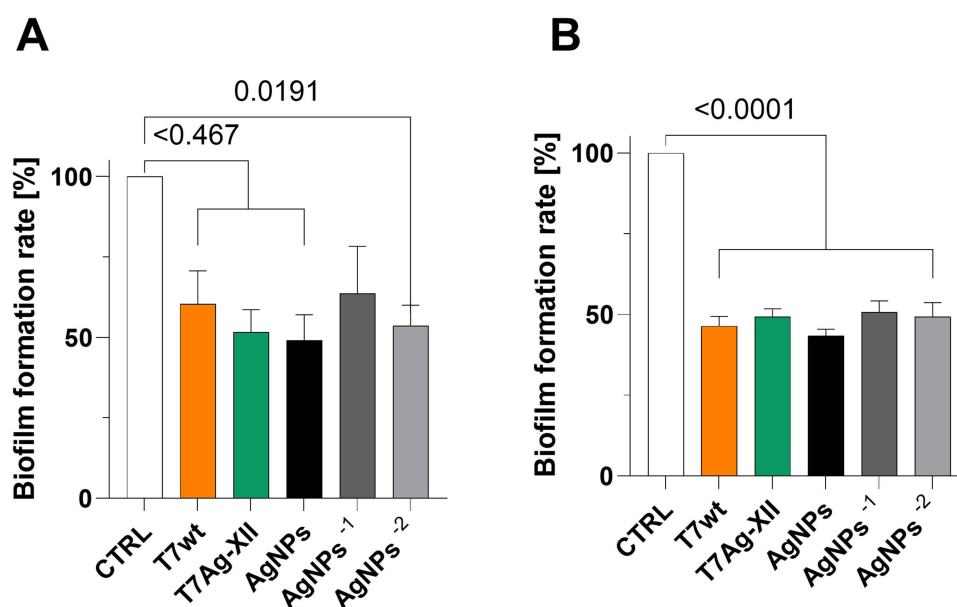 A
0.0191
<0.467
Biofilm formation rate [%]
100
50
0
CTRL
T7wt
T7Ag-XII
AgNPs
AgNPs⁻¹
AgNPs⁻²
B
<0.0001
Biofilm formation rate [%]
100
50
0
CTRL
T7wt
T7Ag-XII
AgNPs
AgNPs⁻¹
AgNPs⁻²